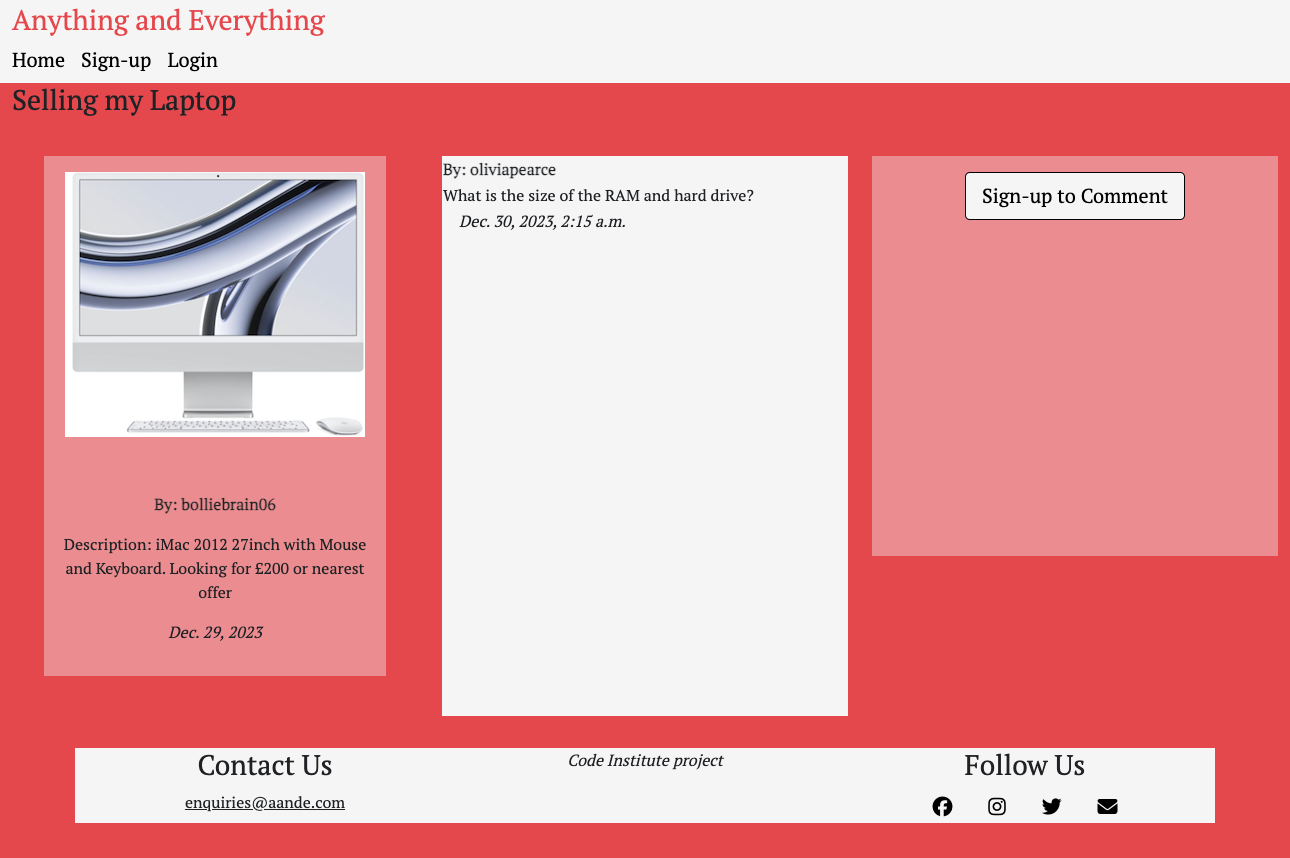 Anything and Everything
Home Sign-up Login
Selling my Laptop
By: bolliebrain06
Description: iMac 2012 27inch with Mouse
and Keyboard. Looking for £200 or nearest
offer
Dec. 29, 2023
By: oliviapearce
What is the size of the RAM and hard drive?
Dec. 30, 2023, 2:15 a.m.
Sign-up to Comment
Contact Us
enquiries@aande.com
Code Institute project
Follow Us